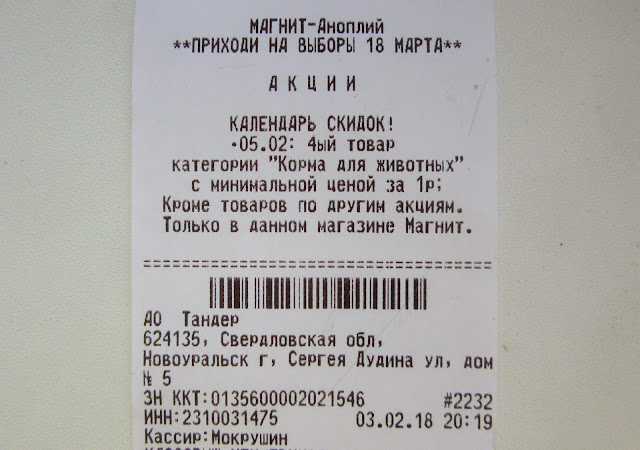 МАГНИТ-Аноплий
**ПРИХОДИ НА ВЫБОРЫ 18 МАРТА**
А К Ц И И
КАЛЕНДАРЬ СКИДОК!
·05.02: 4ый товар
категории "Корма для животных"
с минимальной ценой за 1р;
Кроме товаров по другим акциям.
Только в данном магазине Магнит.
================================
АО Тандер
624135, Свердловская обл,
Новоуральск г, Сергея Дудина ул, дом
№ 5
ЗН ККТ:0135600002021546 #2232
ИНН:2310031475 03.02.18 20:19
Кассир:Мокрушин